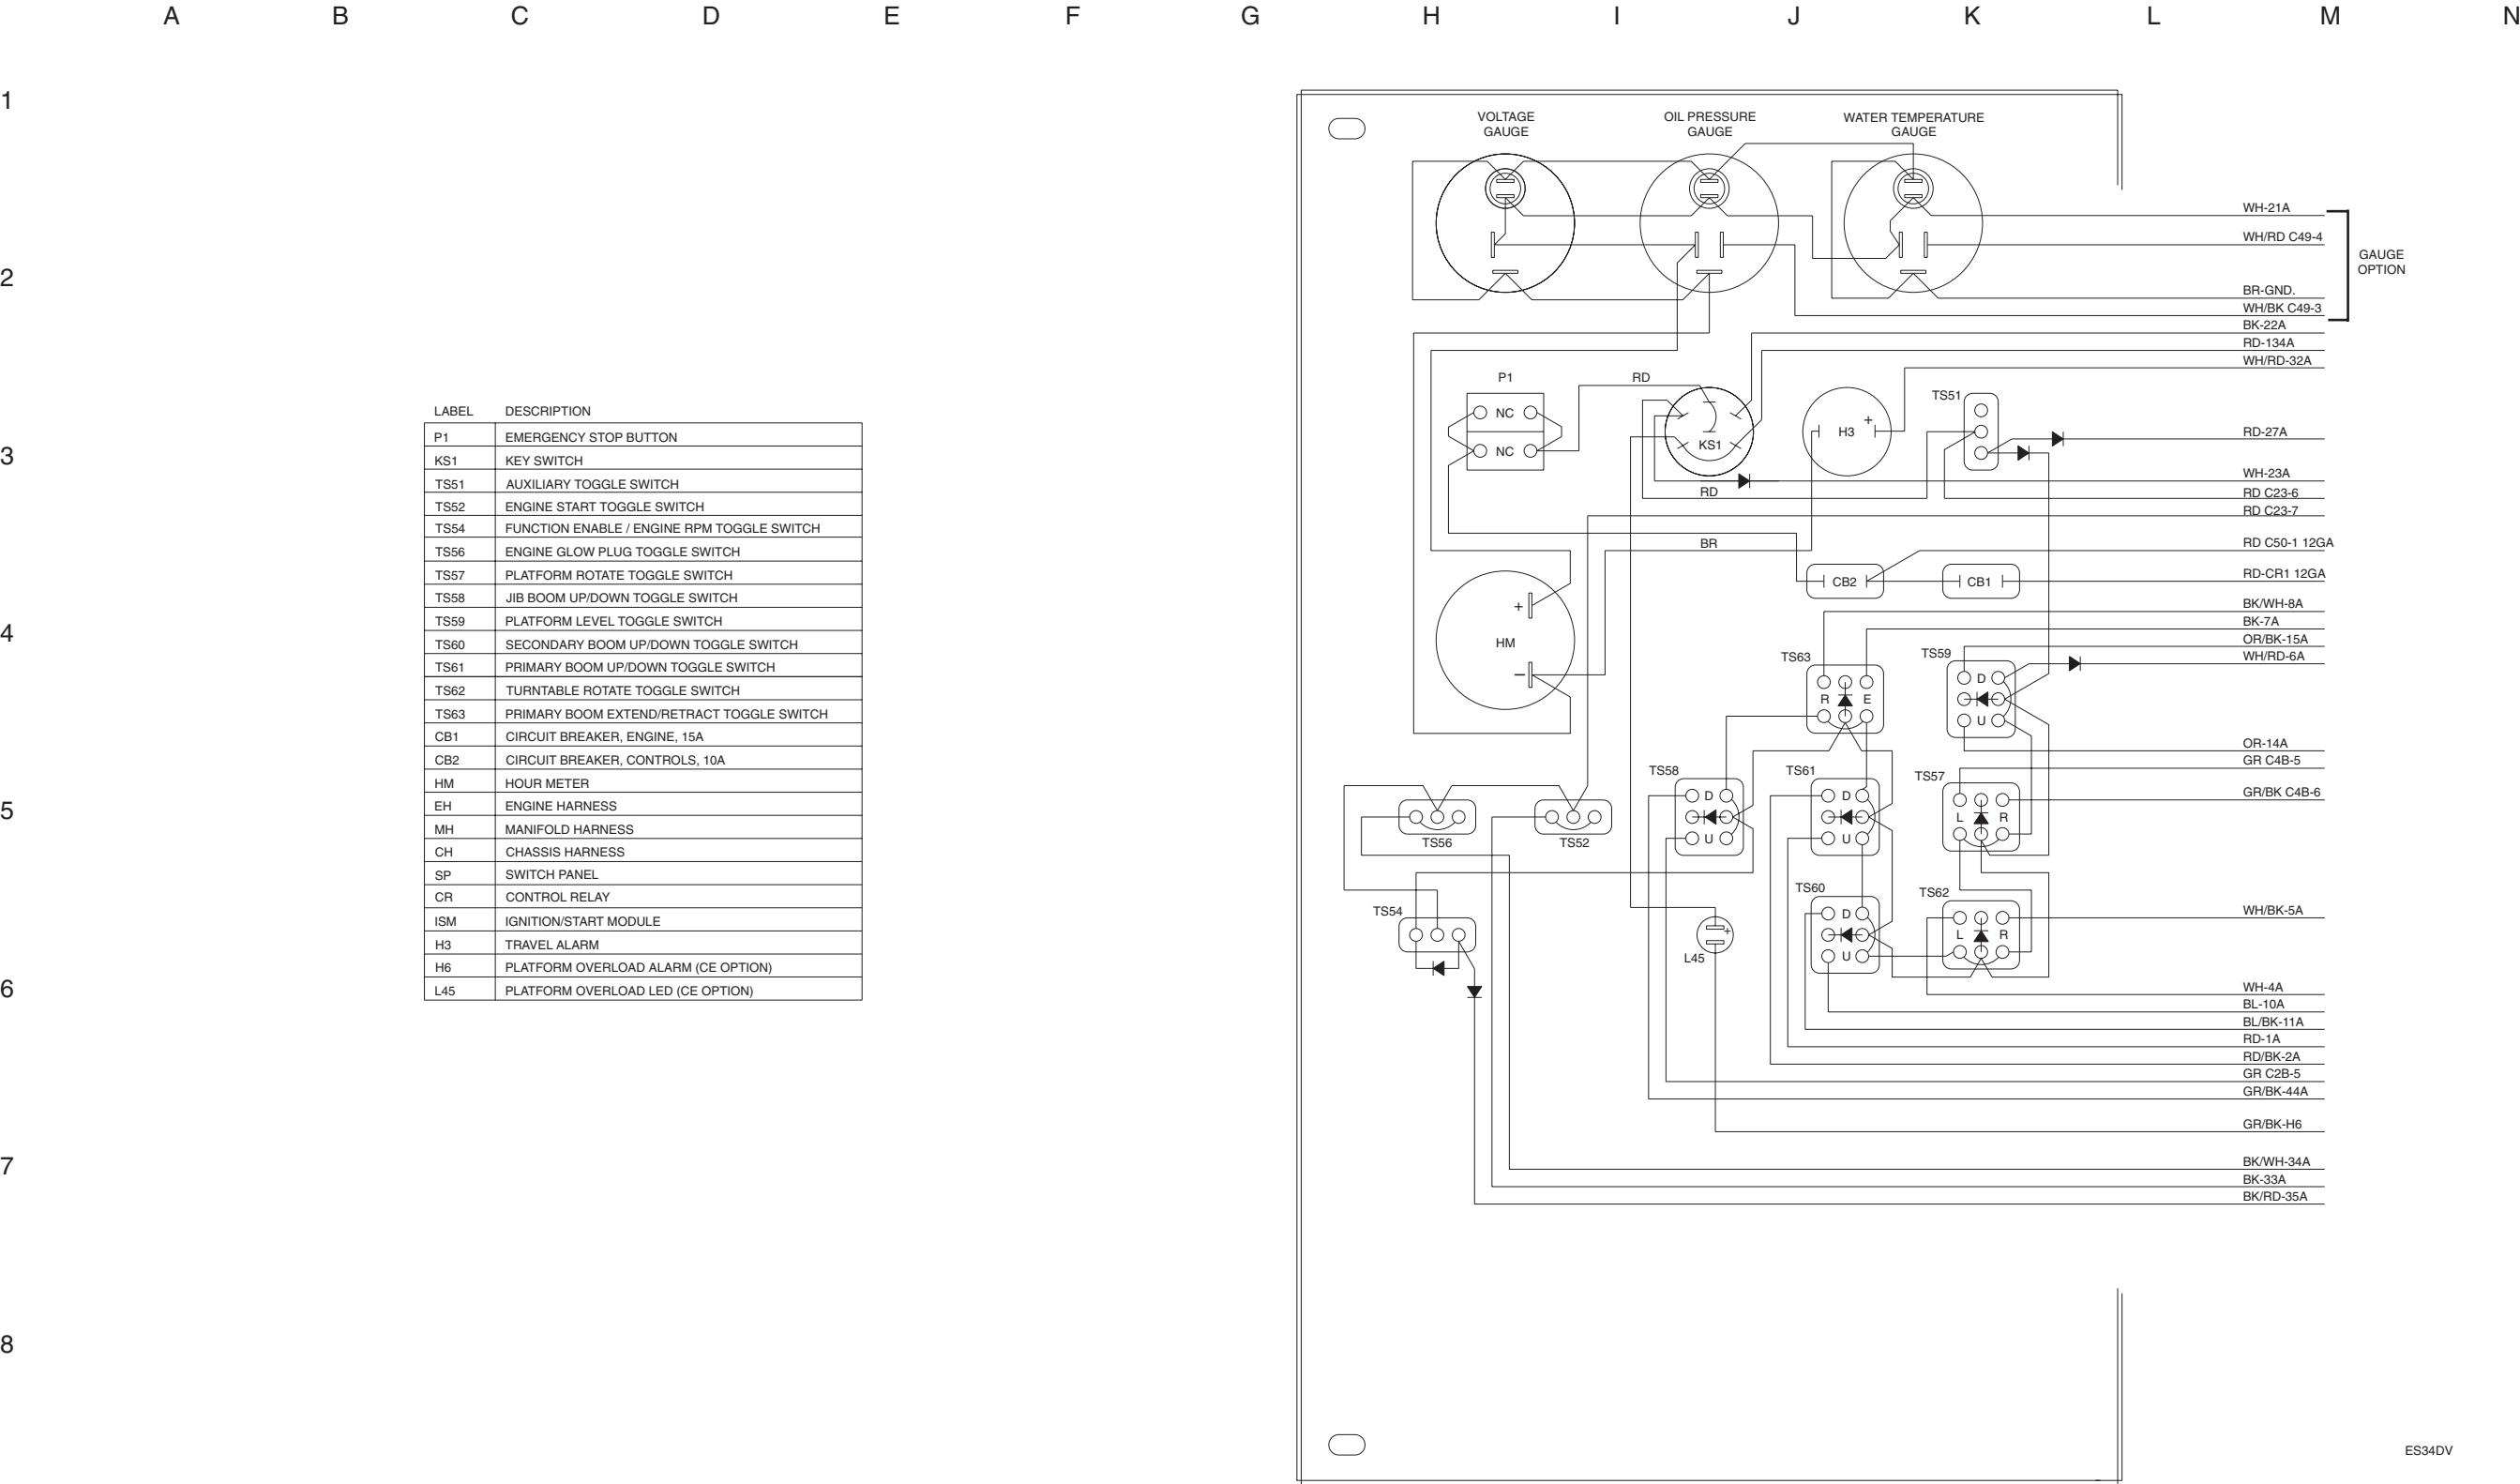 A B C D E F G H I J K L M N
1
2
3
4
5
6
7
8
LABEL DESCRIPTION
P1 EMERGENCY STOP BUTTON
KS1 KEY SWITCH
TS51 AUXILIARY TOGGLE SWITCH
TS52 ENGINE START TOGGLE SWITCH
TS54 FUNCTION ENABLE / ENGINE RPM TOGGLE SWITCH
TS56 ENGINE GLOW PLUG TOGGLE SWITCH
TS57 PLATFORM ROTATE TOGGLE SWITCH
TS58 JIB BOOM UP/DOWN TOGGLE SWITCH
TS59 PLATFORM LEVEL TOGGLE SWITCH
TS60 SECONDARY BOOM UP/DOWN TOGGLE SWITCH
TS61 PRIMARY BOOM UP/DOWN TOGGLE SWITCH
TS62 TURNTABLE ROTATE TOGGLE SWITCH
TS63 PRIMARY BOOM EXTEND/RETRACT TOGGLE SWITCH
CB1 CIRCUIT BREAKER, ENGINE, 15A
CB2 CIRCUIT BREAKER, CONTROLS, 10A
HM HOUR METER
EH ENGINE HARNESS
MH MANIFOLD HARNESS
CH CHASSIS HARNESS
SP SWITCH PANEL
CR CONTROL RELAY
ISM IGNITION/START MODULE
H3 TRAVEL ALARM
H6 PLATFORM OVERLOAD ALARM (CE OPTION)
L45 PLATFORM OVERLOAD LED (CE OPTION)
VOLTAGE
GAUGE
OIL PRESSURE
GAUGE
WATER TEMPERATURE
GAUGE
P1
NC
NC
RD
KS1
H3 +
TS51
RD
BR
CB2
CB1
+
HM
−
TS63
R E
TS59
D
U
TS58
D
U
TS61
D
U
TS57
L R
TS56
TS52
TS54
L45
+
TS60
D
U
TS62
L R
WH-21A
WH/RD C49-4
BR-GND.
WH/BK C49-3
GAUGE
OPTION
BK-22A
RD-134A
WH/RD-32A
RD-27A
WH-23A
RD C23-6
RD C23-7
RD C50-1 12GA
RD-CR1 12GA
BK/WH-8A
BK-7A
OR/BK-15A
WH/RD-6A
OR-14A
GR C4B-5
GR/BK C4B-6
WH/BK-5A
WH-4A
BL-10A
BL/BK-11A
RD-1A
RD/BK-2A
GR C2B-5
GR/BK-44A
GR/BK-H6
BK/WH-34A
BK-33A
BK/RD-35A
ES34DV